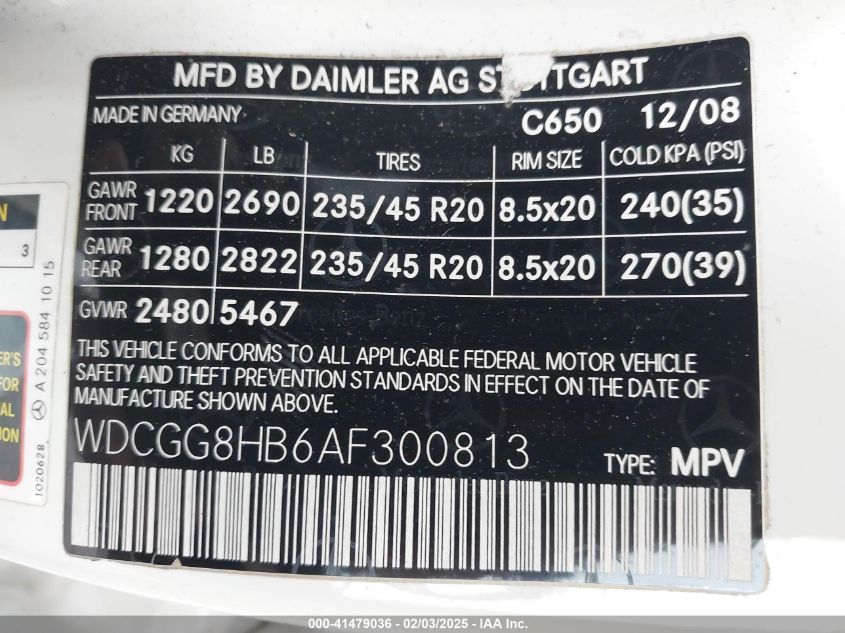 MFD BY DAIMLER AG STUTTGART
MADE IN GERMANY C650 12/08
KG LB TIRES RIM SIZE COLD KPA (PSI)
GAWR FRONT 1220 2690 235/45 R20 8.5x20 240(35)
GAWR REAR 1280 2822 235/45 R20 8.5x20 270(39)
GVWR 2480 5467
THIS VEHICLE CONFORMS TO ALL APPLICABLE FEDERAL MOTOR VEHICLE
SAFETY AND THEFT PREVENTION STANDARDS IN EFFECT ON THE DATE OF
MANUFACTURE SHOWN ABOVE.
WDCGG8HB6AF300813 TYPE: MPV
3
A 204 584 10 15
1020628
FOR
000-41479036 - 02/03/2025 - © IAA Inc.